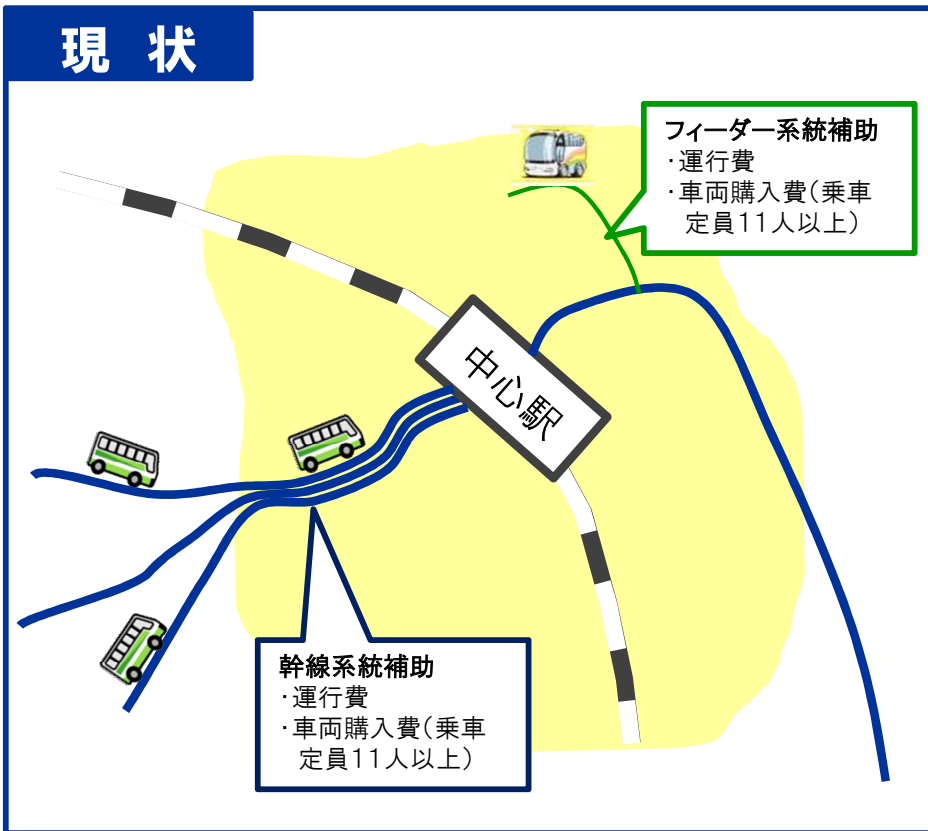 現 状
フィーダー系統補助
・運行費
・車両購入費(乗車
定員11人以上)
中心駅
幹線系統補助
・運行費
・車両購入費(乗車
定員11人以上)